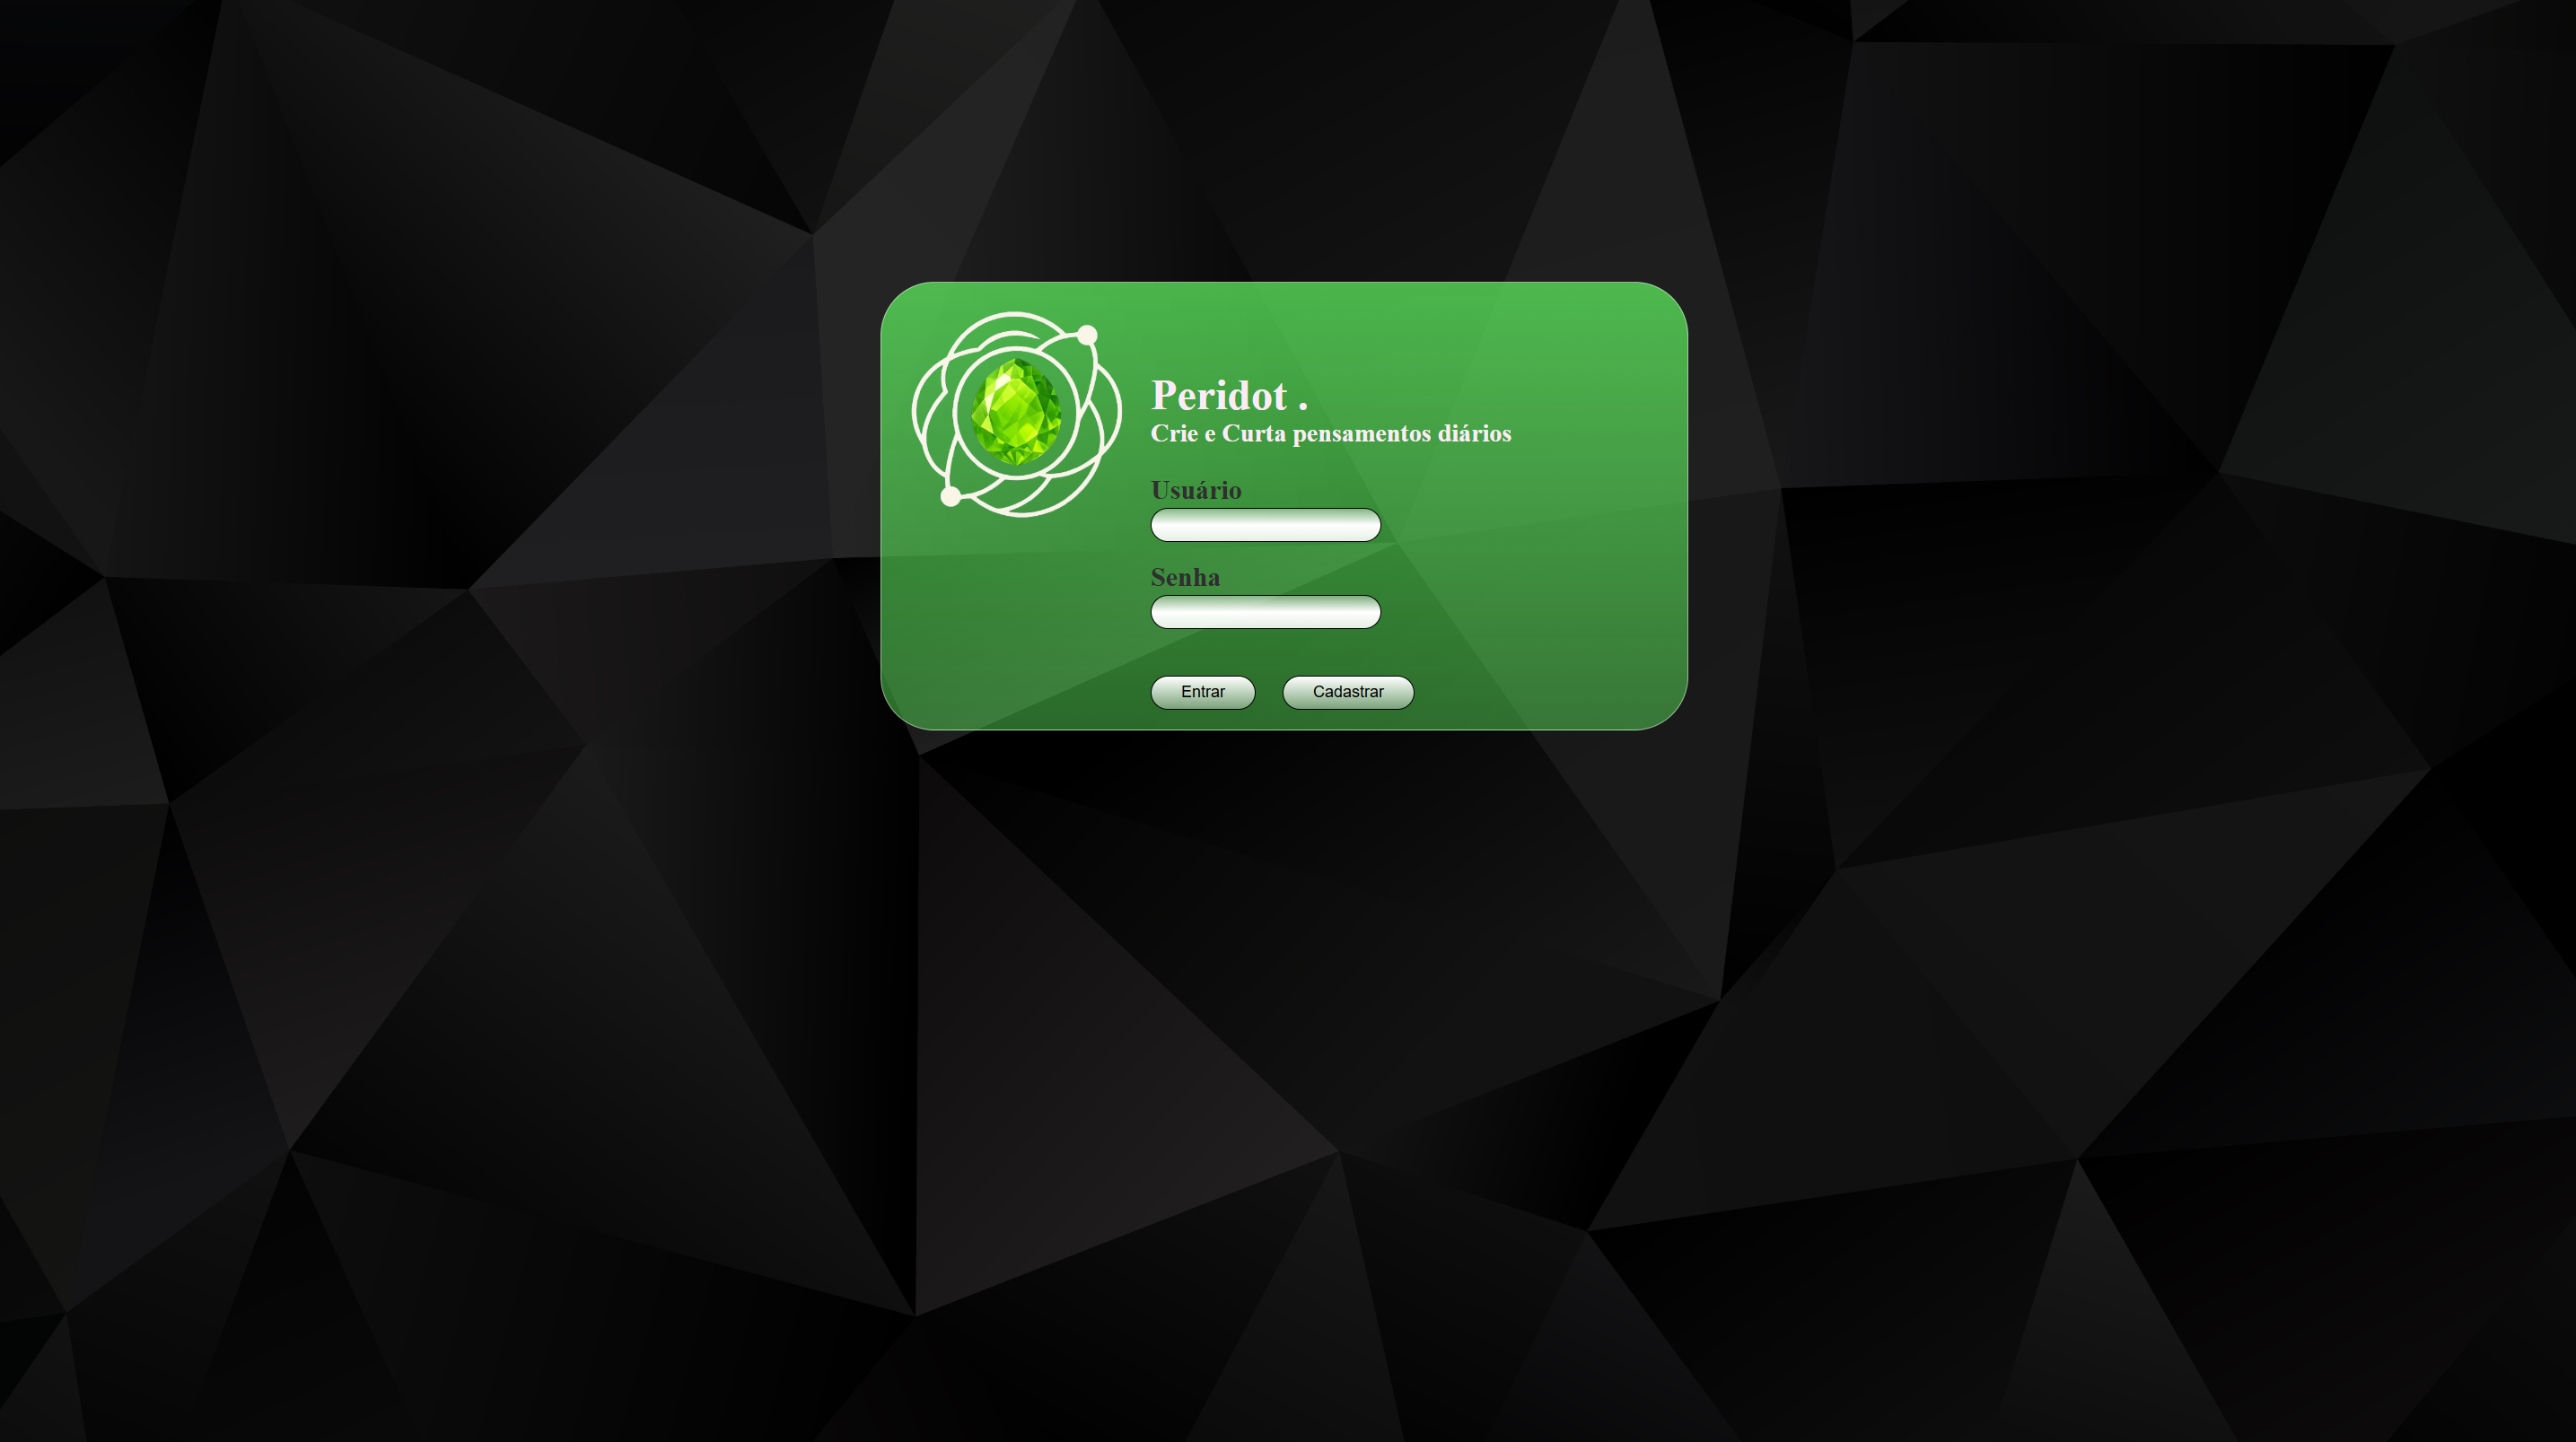 Peridot .
Crie e Curta pensamentos diários
Usuário
Senha
Entrar Cadastrar